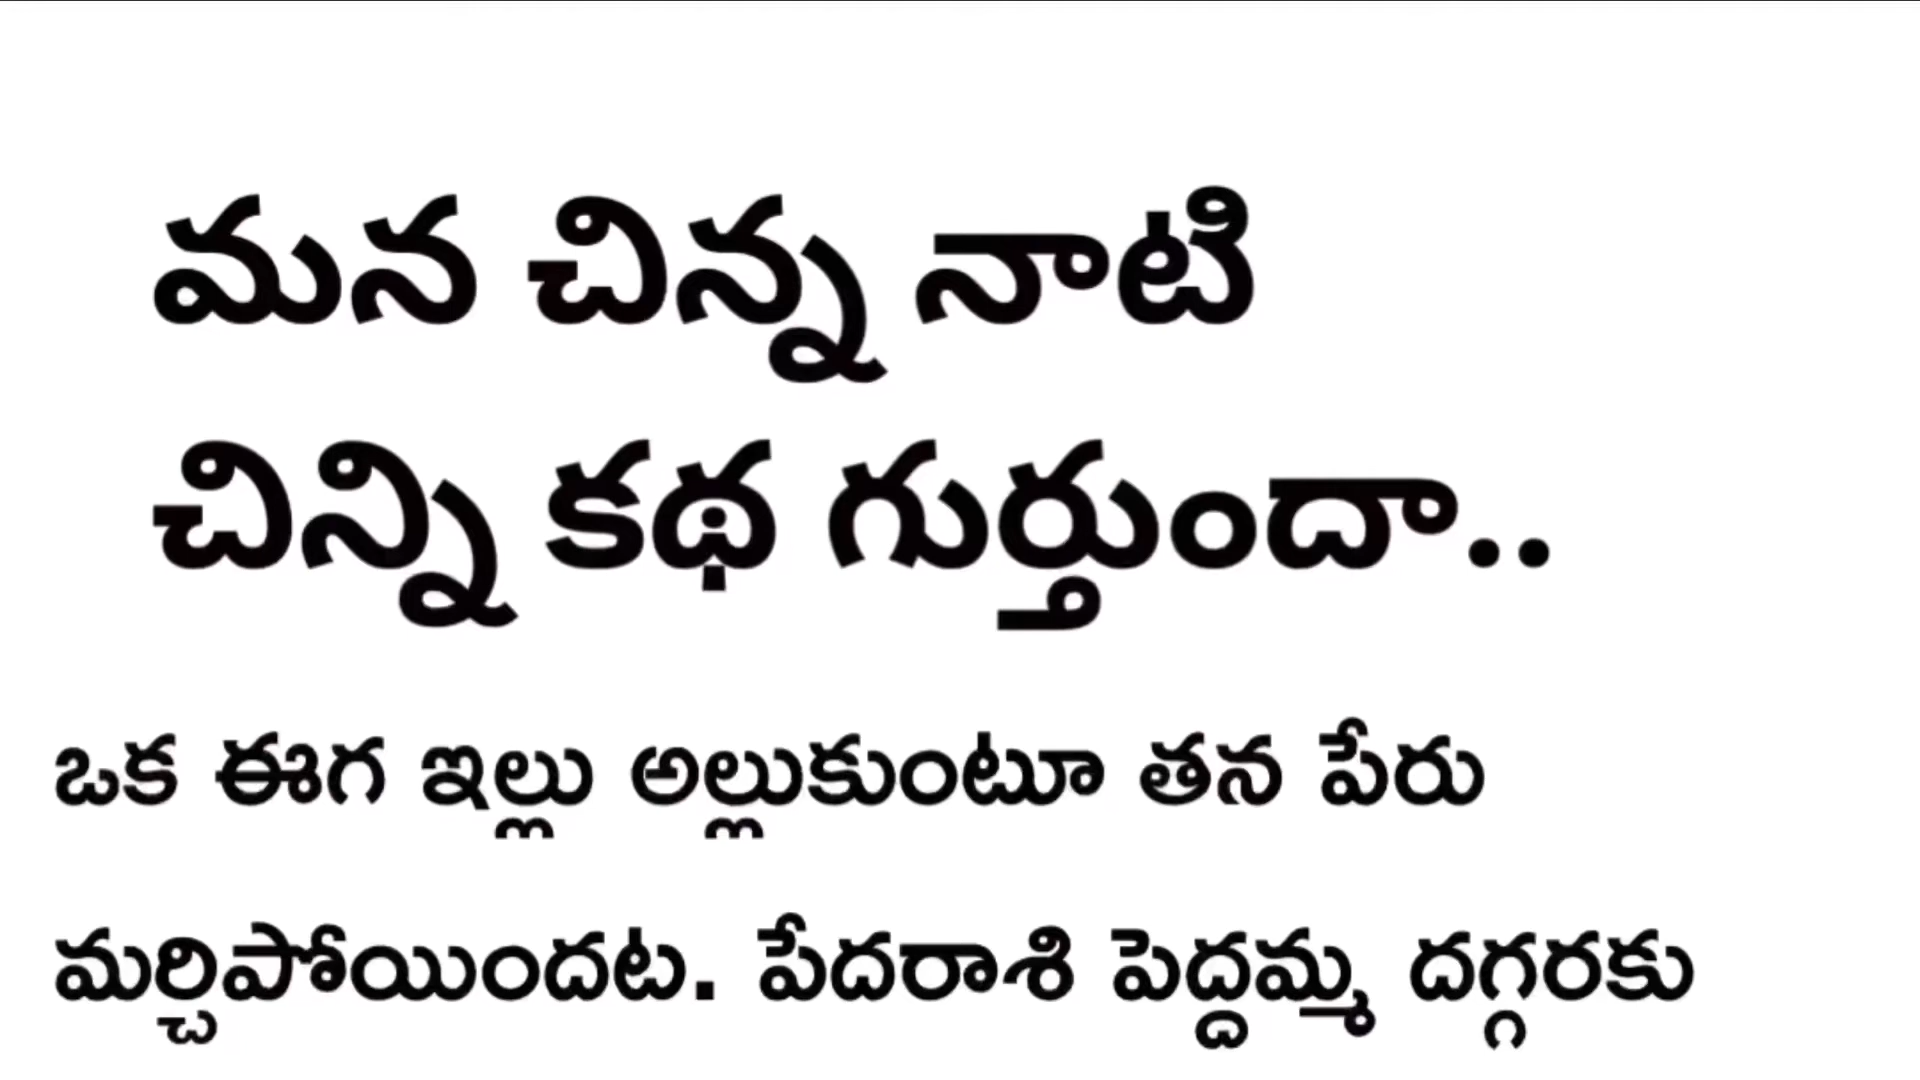 మన చిన్న నాటి
చిన్ని కథ గుర్తుందా..
ఒక ఈగ ఇల్లు అల్లుకుంటూ తన పేరు
మర్చిపోయిందట. పేదరాశి పెద్దమ్మ దగ్గరకు